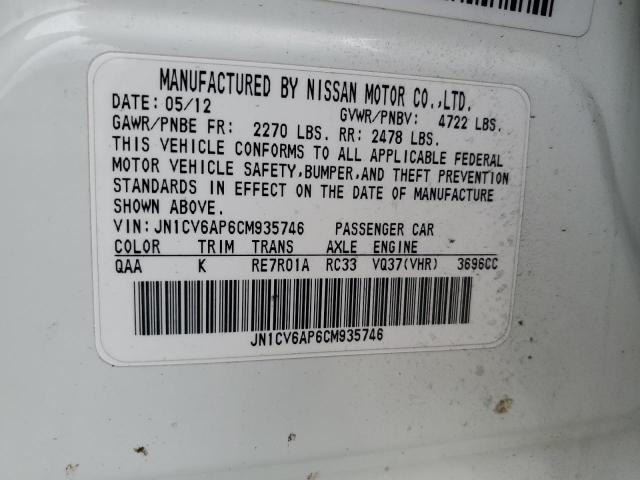 MANUFACTURED BY NISSAN MOTOR CO.,LTD.
DATE: 05/12 GVWR/PNBV: 4722 LBS.
GAWR/PNBE FR: 2270 LBS. RR: 2478 LBS.
THIS VEHICLE CONFORMS TO ALL APPLICABLE FEDERAL
MOTOR VEHICLE SAFETY,BUMPER,AND THEFT PREVENTION
STANDARDS IN EFFECT ON THE DATE OF MANUFACTURE
SHOWN ABOVE.
VIN: JN1CV6AP6CM935746 PASSENGER CAR
COLOR TRIM TRANS AXLE ENGINE
QAA K RE7R01A RC33 VQ37(VHR) 3696CC
JN1CV6AP6CM935746